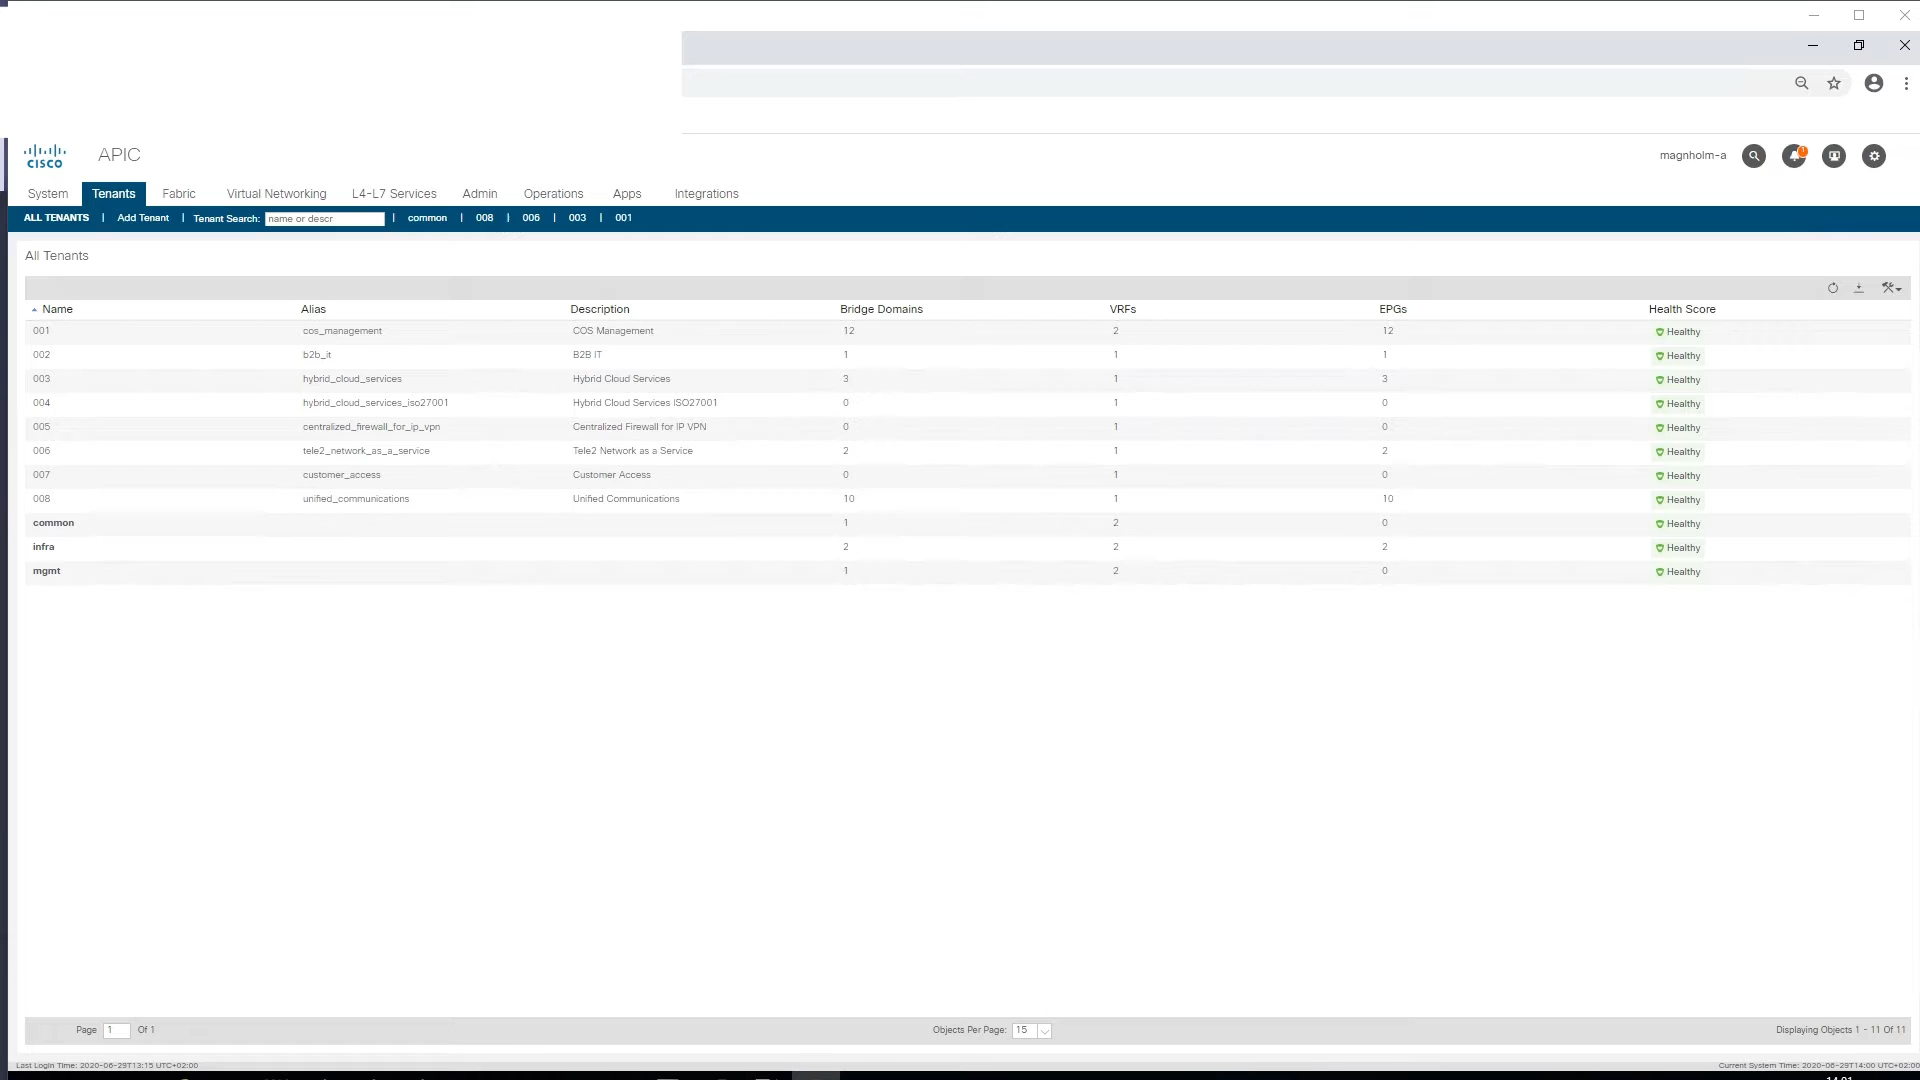 CISCO APIC magnholm-a
System Tenants Fabric Virtual Networking L4-L7 Services Admin Operations Apps Integrations
ALL TENANTS | Add Tenant | Tenant Search: name or descr | common | 008 | 006 | 003 | 001
All Tenants
Name Alias Description Bridge Domains VRFs EPGs Health Score
001 cos_management COS Management 12 2 12 Healthy
002 b2b_it B2B IT 1 1 1 Healthy
003 hybrid_cloud_services Hybrid Cloud Services 3 1 3 Healthy
004 hybrid_cloud_services_iso27001 Hybrid Cloud Services ISO27001 0 1 0 Healthy
005 centralized_firewall_for_ip_vpn Centralized Firewall for IP VPN 0 1 0 Healthy
006 tele2_network_as_a_service Tele2 Network as a Service 2 1 2 Healthy
007 customer_access Customer Access 0 1 0 Healthy
008 unified_communications Unified Communications 10 1 10 Healthy
common 1 2 0 Healthy
infra 2 2 2 Healthy
mgmt 1 2 0 Healthy
Page 1 Of 1 Objects Per Page: 15 Displaying Objects 1 - 11 Of 11
Last Login Time: 2020-06-29T13:15 UTC+02:00 Current System Time: 2020-06-29T14:00 UTC+02:00